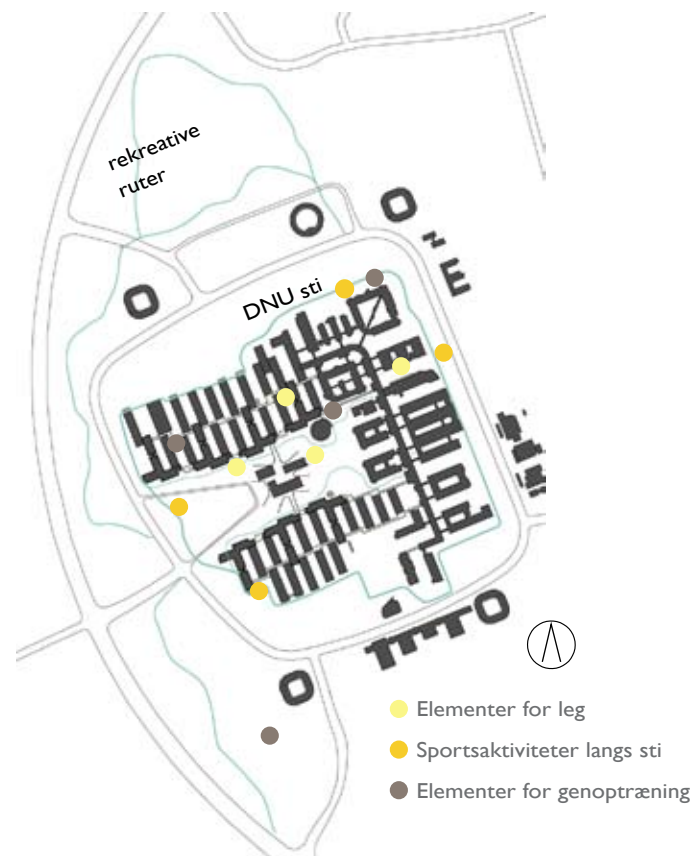 rekreative
ruter
DNU sti
Elementer for leg
Sportsaktiviteter langs sti
Elementer for genoptræning